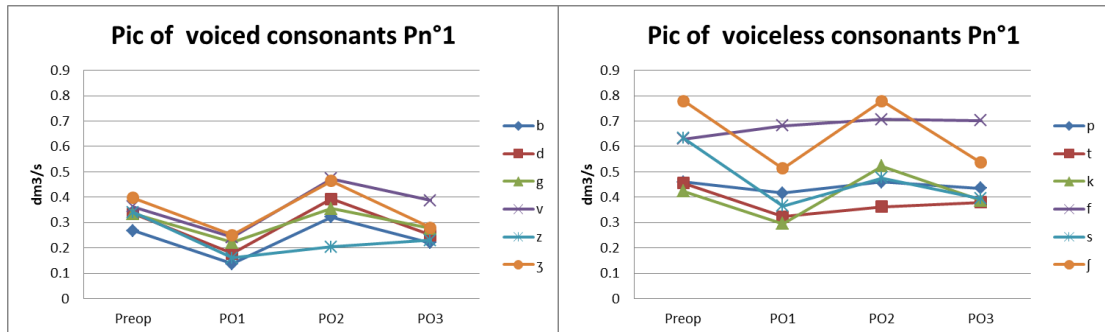 Pic of voiced consonants Pn°1
0.9
0.8
0.7
0.6
0.5
0.4
0.3
0.2
0.1
0
dm3/s
Preop PO1 PO2 PO3
b
d
g
v
z
ʒ
Pic of voiceless consonants Pn°1
0.9
0.8
0.7
0.6
0.5
0.4
0.3
0.2
0.1
0
dm3/s
Preop PO1 PO2 PO3
p
t
k
f
s
ʃ